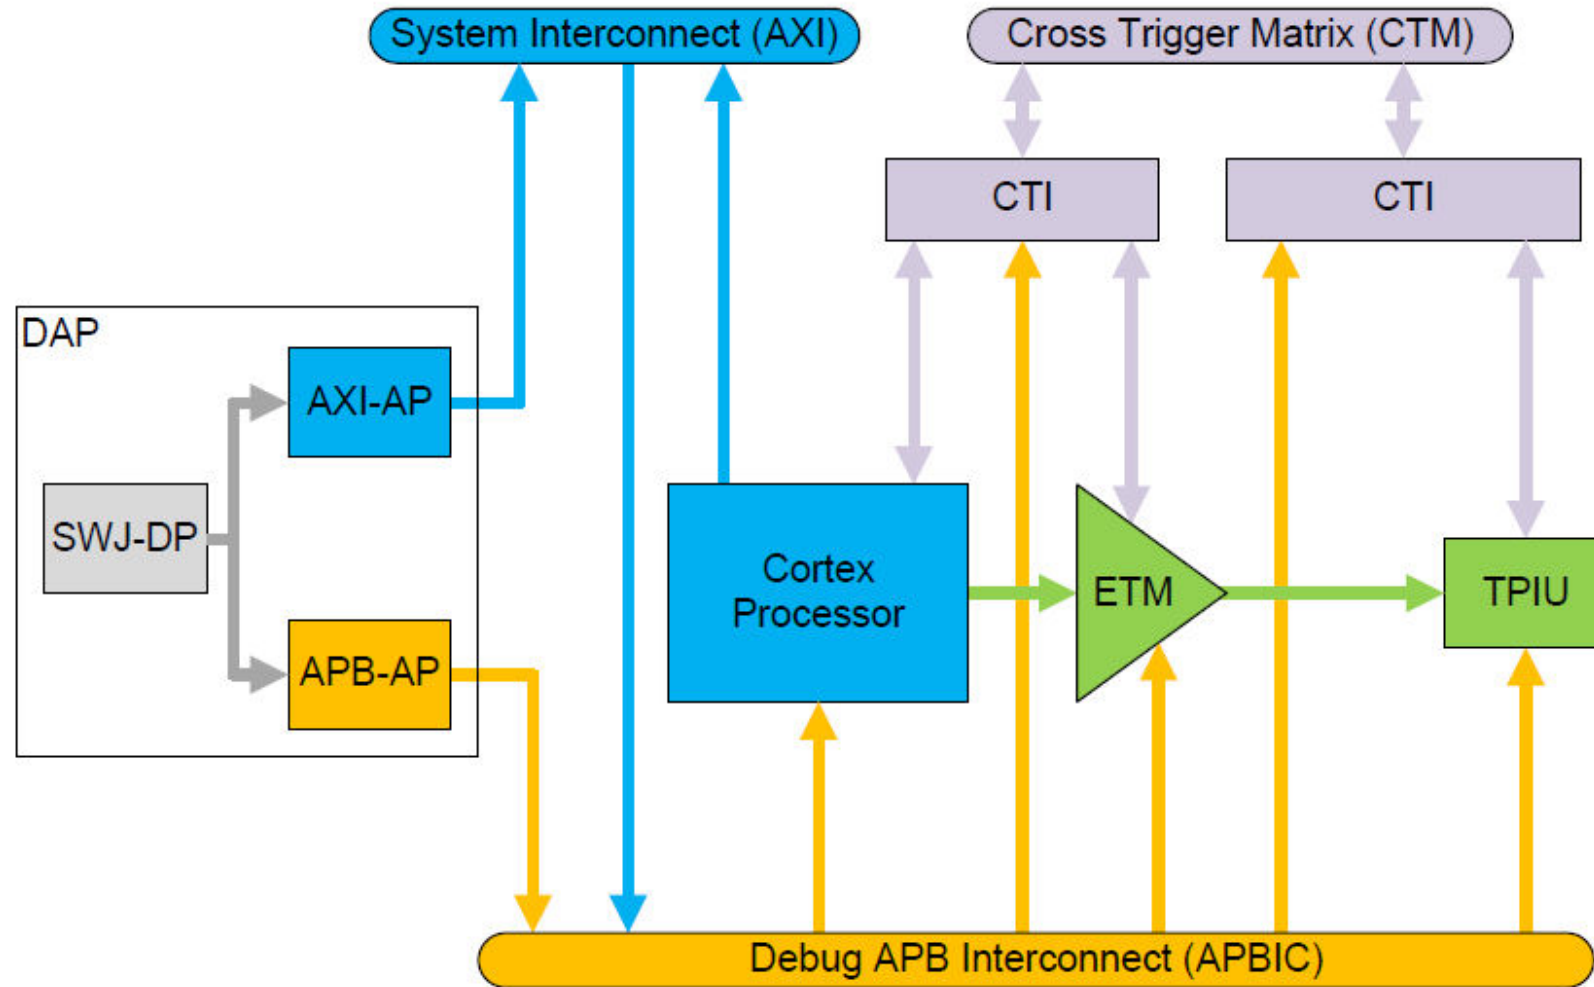 System Interconnect (AXI)
Cross Trigger Matrix (CTM)
CTI
CTI
DAP
AXI-AP
SWJ-DP
APB-AP
Cortex
Processor
ETM
TPIU
Debug APB Interconnect (APBIC)